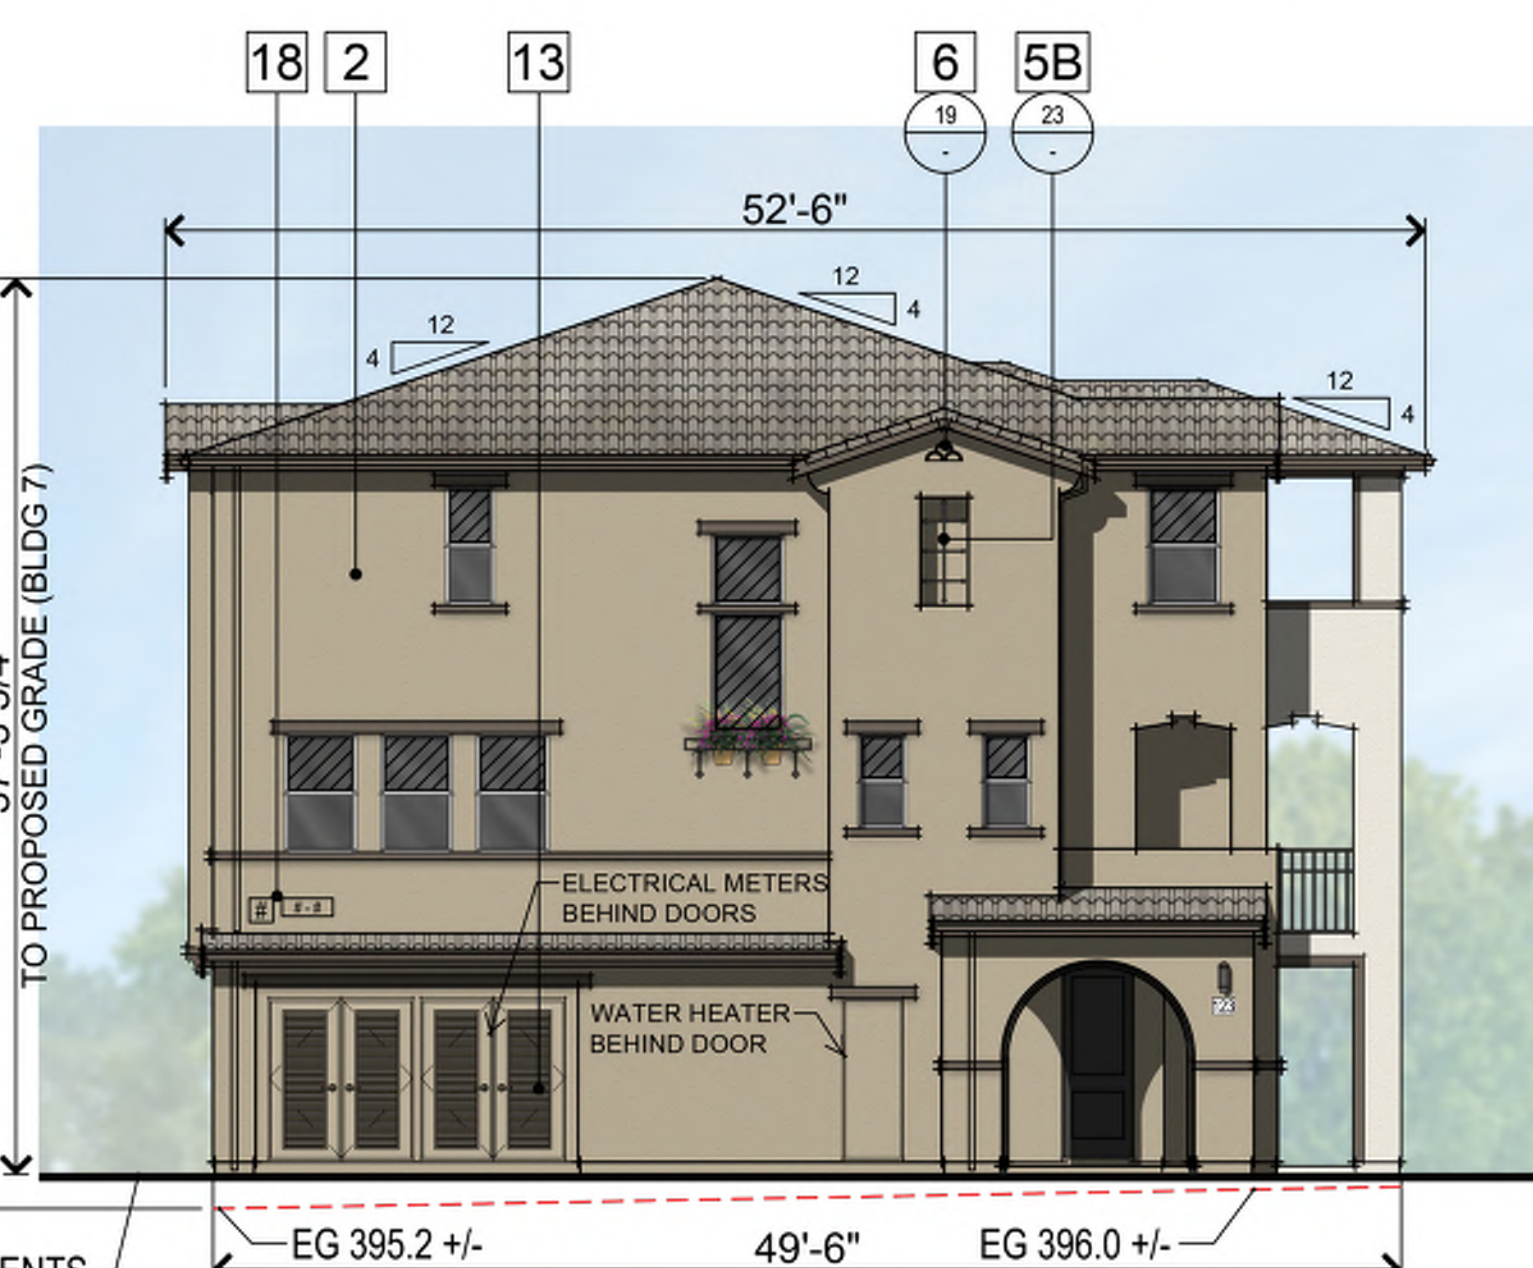 18 2 13 6 5B
19 23
- -
52'-6"
12
4
12
4
12
4
TO PROPOSED GRADE (BLDG 7)
ELECTRICAL METERS
BEHIND DOORS
# #-#
WATER HEATER
BEHIND DOOR
EG 395.2 +/-
49'-6"
EG 396.0 +/-